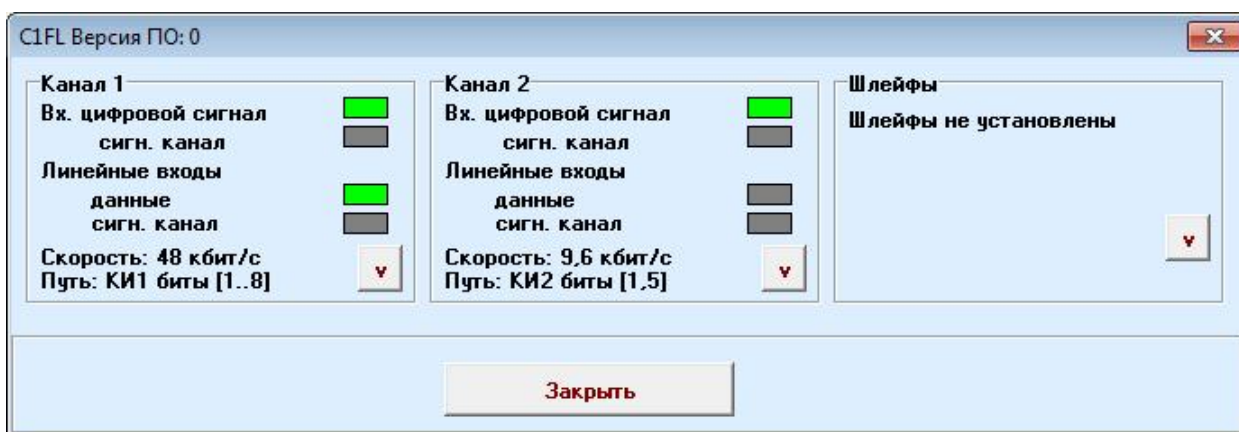 C1FL Версия ПО: 0
Канал 1
Вх. цифровой сигнал
сигн. канал
Линейные входы
данные
сигн. канал
Скорость: 48 кбит/с
Путь: КИ1 биты [1..8]
v
Канал 2
Вх. цифровой сигнал
сигн. канал
Линейные входы
данные
сигн. канал
Скорость: 9,6 кбит/с
Путь: КИ2 биты [1,5]
v
Шлейфы
Шлейфы не установлены
v
Закрыть